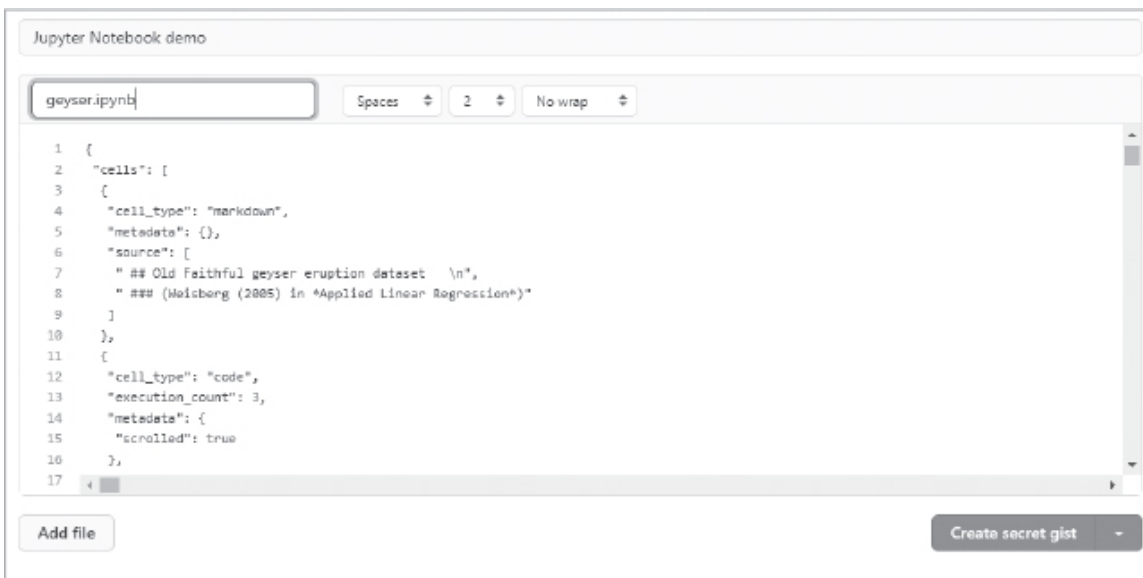 Jupyter Notebook demo
geyser.ipynb
Spaces 2 No wrap
1 {
2 "cells": [
3 {
4 "cell_type": "markdown",
5 "metadata": {},
6 "source": [
7 " ## Old Faithful geyser eruption dataset   \n",
8 " ### (Weisberg (2005) in *Applied Linear Regression*)"
9 ]
10 },
11 {
12 "cell_type": "code",
13 "execution_count": 3,
14 "metadata": {
15 "scrolled": true
16 },
17
Add file Create secret gist